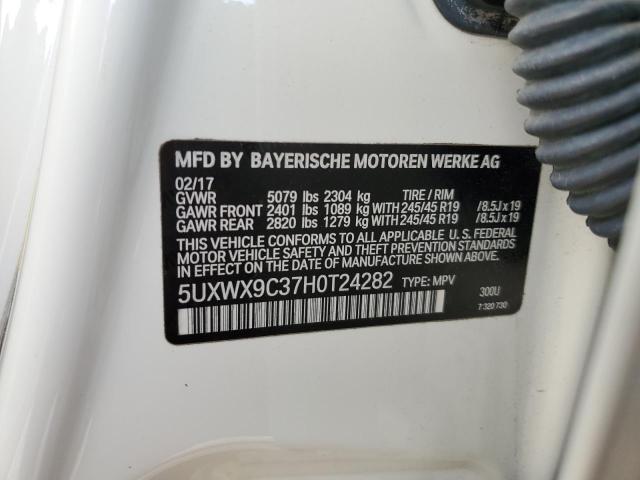 MFD BY BAYERISCHE MOTOREN WERKE AG
02/17
GVWR 5079 lbs 2304 kg TIRE / RIM
GAWR FRONT 2401 lbs 1089 kg WITH 245/45 R19 /8.5J x 19
GAWR REAR 2820 lbs 1279 kg WITH 245/45 R19 /8.5J x 19
THIS VEHICLE CONFORMS TO ALL APPLICABLE U. S. FEDERAL
MOTOR VEHICLE SAFETY AND THEFT PREVENTION STANDARDS
IN EFFECT ON THE DATE OF MANUFACTURE SHOWN ABOVE.
5UXWX9C37H0T24282 TYPE: MPV
300U
7 320 730